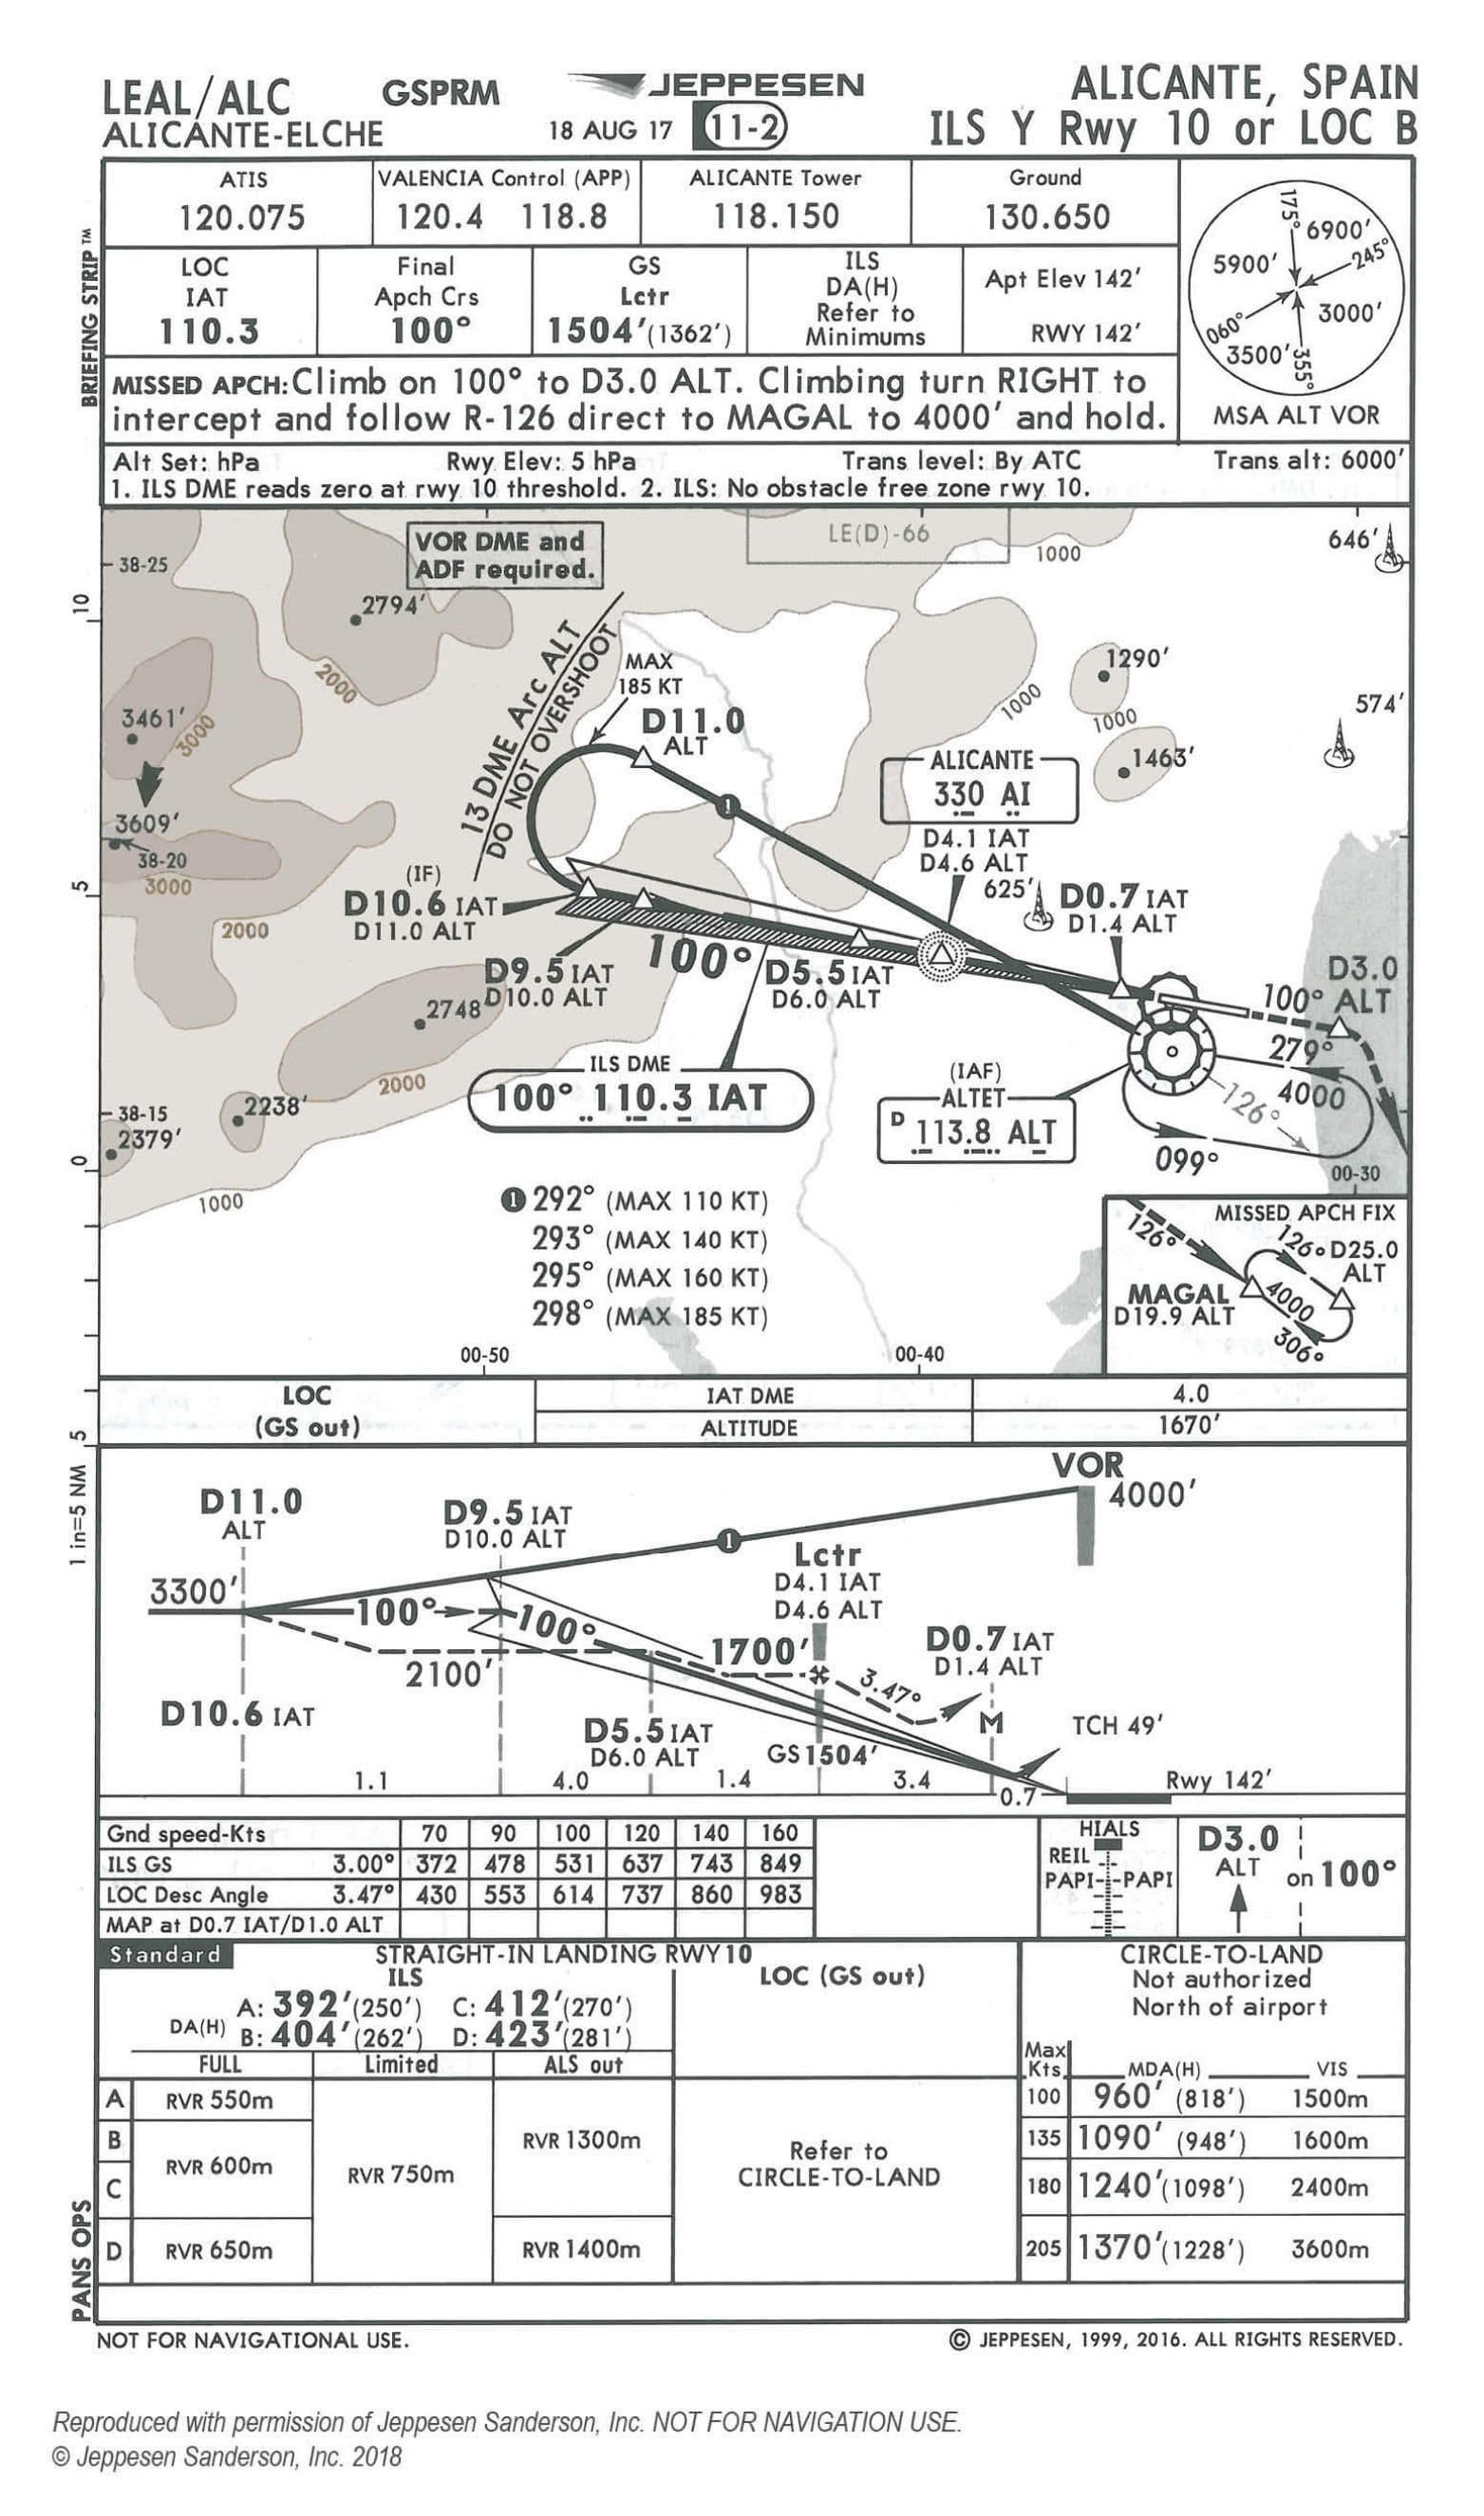 LEAL/ALC GSPRM JEPPESEN ALICANTE, SPAIN
ALICANTE-ELCHE 18 AUG 17 11-2 ILS Y Rwy 10 or LOC B
BRIEFING STRIP™
ATIS VALENCIA Control (APP) ALICANTE Tower Ground
120.075 120.4 118.8 118.150 130.650
LOC Final GS ILS
IAT Apch Crs Lctr DA(H) Apt Elev 142'
110.3 100° 1504'(1362') Refer to Minimums RWY 142'
175° 6900'
5900' 245°
060° 3000'
3500' 355°
MSA ALT VOR
MISSED APCH: Climb on 100° to D3.0 ALT. Climbing turn RIGHT to
intercept and follow R-126 direct to MAGAL to 4000' and hold.
Alt Set: hPa Rwy Elev: 5 hPa Trans level: By ATC Trans alt: 6000'
1. ILS DME reads zero at rwy 10 threshold. 2. ILS: No obstacle free zone rwy 10.
VOR DME and
ADF required.
LE(D)-66
1000
646'
38-25
10
2794'
2000
13 DME Arc ALT
DO NOT OVERSHOOT
MAX
185 KT
D11.0
ALT
1290'
1000
1000
574'
3461'
3000
1463'
ALICANTE
330 AI
3609'
38-20
3000
2000
5
D4.1 IAT
D4.6 ALT
625'
D0.7 IAT
D1.4 ALT
(IF)
D10.6 IAT
D11.0 ALT
1
D9.5 IAT
D10.0 ALT
100°
D5.5 IAT
D6.0 ALT
D3.0
ALT
100°
279°
4000
126°
099°
2748'
2000
ILS DME
100° 110.3 IAT
(IAF)
ALTET
D 113.8 ALT
38-15
2379'
2238'
0
1000
00-30
1 292° (MAX 110 KT)
293° (MAX 140 KT)
295° (MAX 160 KT)
298° (MAX 185 KT)
MISSED APCH FIX
126°
126° D25.0
ALT
MAGAL
D19.9 ALT
4000
306°
00-50 00-40
5
1 in=5 NM
LOC IAT DME 4.0
(GS out) ALTITUDE 1670'
VOR
4000'
D11.0
ALT
D9.5 IAT
D10.0 ALT
1
Lctr
D4.1 IAT
D4.6 ALT
3300'
100°
100°
1700'
2100'
D0.7 IAT
D1.4 ALT
3.47°
D10.6 IAT
D5.5 IAT
D6.0 ALT
GS1504'
M
TCH 49'
1.1 4.0 1.4 3.4 0.7 Rwy 142'
Gnd speed-Kts 70 90 100 120 140 160
ILS GS 3.00° 372 478 531 637 743 849
LOC Desc Angle 3.47° 430 553 614 737 860 983
MAP at D0.7 IAT/D1.0 ALT
HIALS
REIL
PAPI PAPI
D3.0
ALT
on 100°
Standard STRAIGHT-IN LANDING RWY10 CIRCLE-TO-LAND
ILS LOC (GS out) Not authorized
North of airport
DA(H) A: 392'(250') C: 412'(270')
B: 404'(262') D: 423'(281')
FULL Limited ALS out
Max
Kts MDA(H) VIS
A RVR 550m 100 960' (818') 1500m
B RVR 600m RVR 1300m 135 1090' (948') 1600m
RVR 750m Refer to
CIRCLE-TO-LAND
C 180 1240'(1098') 2400m
D RVR 650m RVR 1400m 205 1370'(1228') 3600m
PANS OPS
NOT FOR NAVIGATIONAL USE. © JEPPESEN, 1999, 2016. ALL RIGHTS RESERVED.
Reproduced with permission of Jeppesen Sanderson, Inc. NOT FOR NAVIGATION USE.
© Jeppesen Sanderson, Inc. 2018